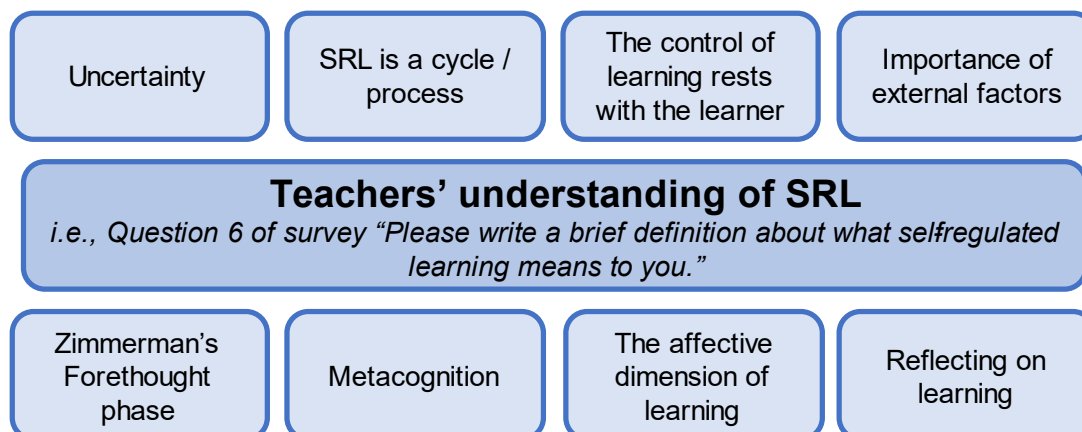 Uncertainty
SRL is a cycle /
process
The control of
learning rests
with the learner
Importance of
external factors
Teachers’ understanding of SRL
i.e., Question 6 of survey “Please write a brief definition about what self-regulated
learning means to you.”
Zimmerman’s
Forethought
phase
Metacognition
The affective
dimension of
learning
Reflecting on
learning